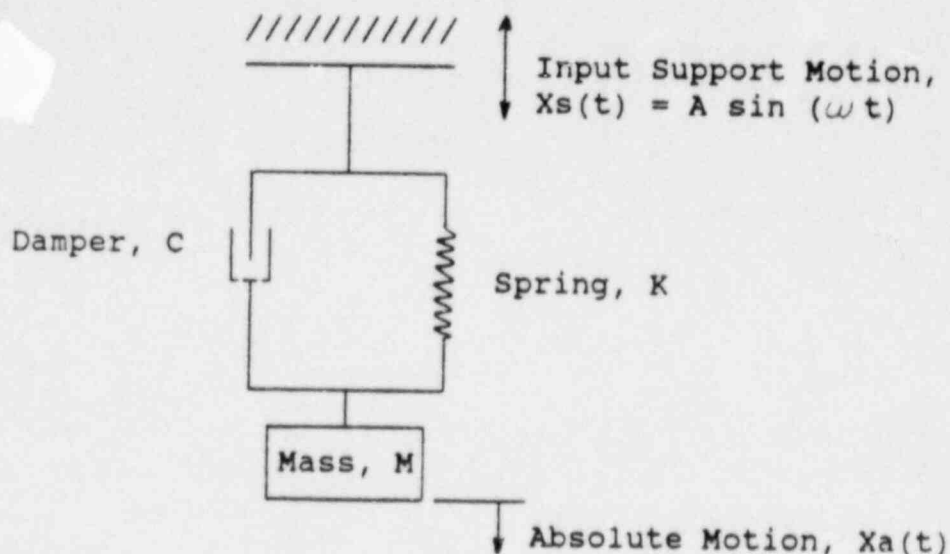 Input Support Motion,
Xs(t) = A sin (ω t)
Damper, C
Spring, K
Mass, M
Absolute Motion, Xa(t)